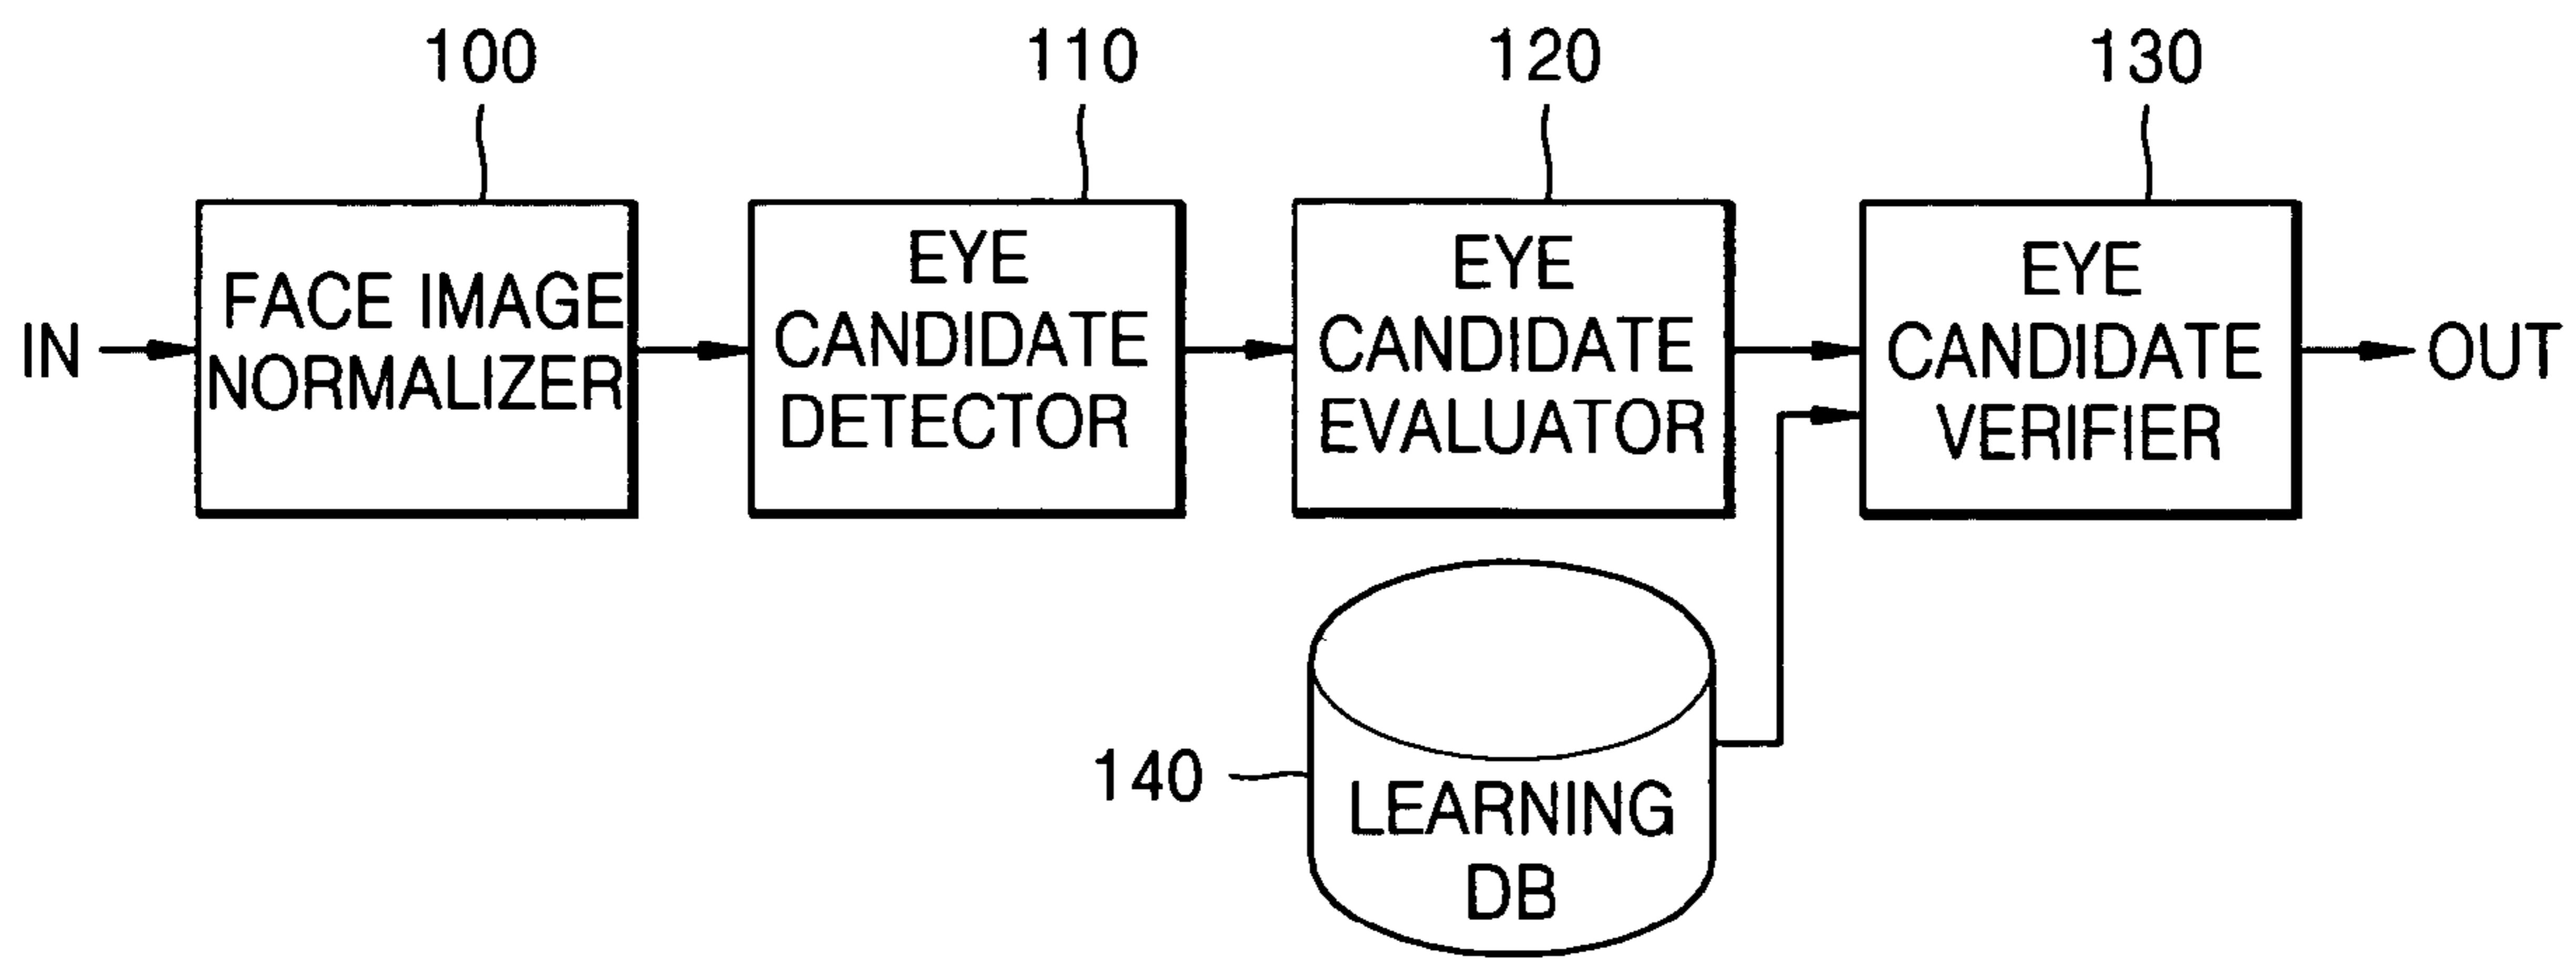 100
110
120
130
IN
FACE IMAGE
NORMALIZER
EYE
CANDIDATE
DETECTOR
EYE
CANDIDATE
EVALUATOR
EYE
CANDIDATE
VERIFIER
OUT
140
LEARNING
DB